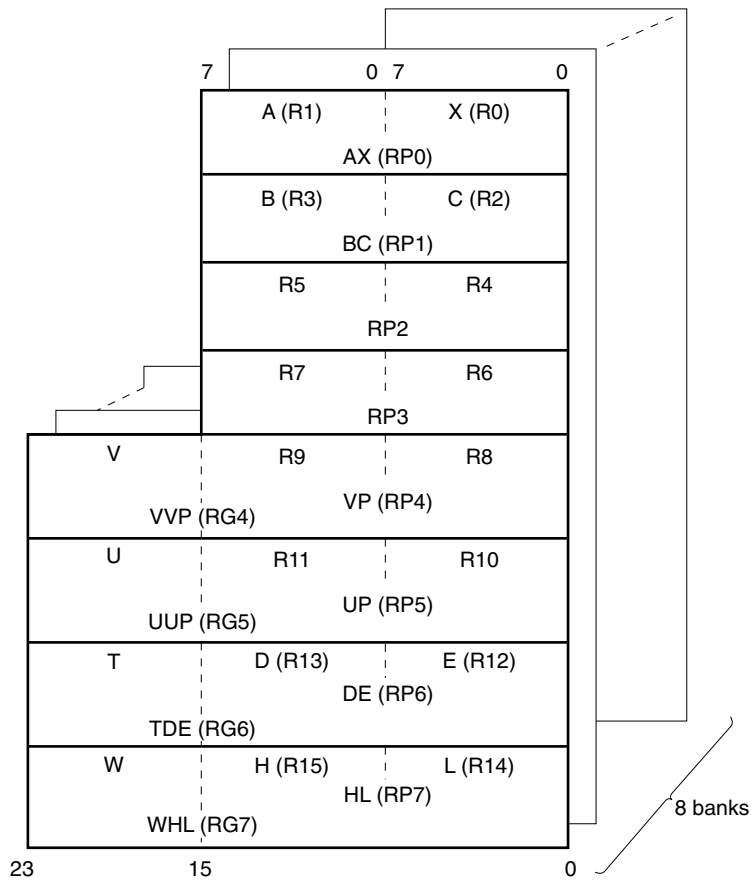 7 0 7 0
A (R1) X (R0)
AX (RP0)
B (R3) C (R2)
BC (RP1)
R5 R4
RP2
R7 R6
RP3
V R9 R8
VP (RP4)
VVP (RG4)
U R11 R10
UP (RP5)
UUP (RG5)
T D (R13) E (R12)
DE (RP6)
TDE (RG6)
W H (R15) L (R14)
HL (RP7)
8 banks
WHL (RG7)
23 15 0